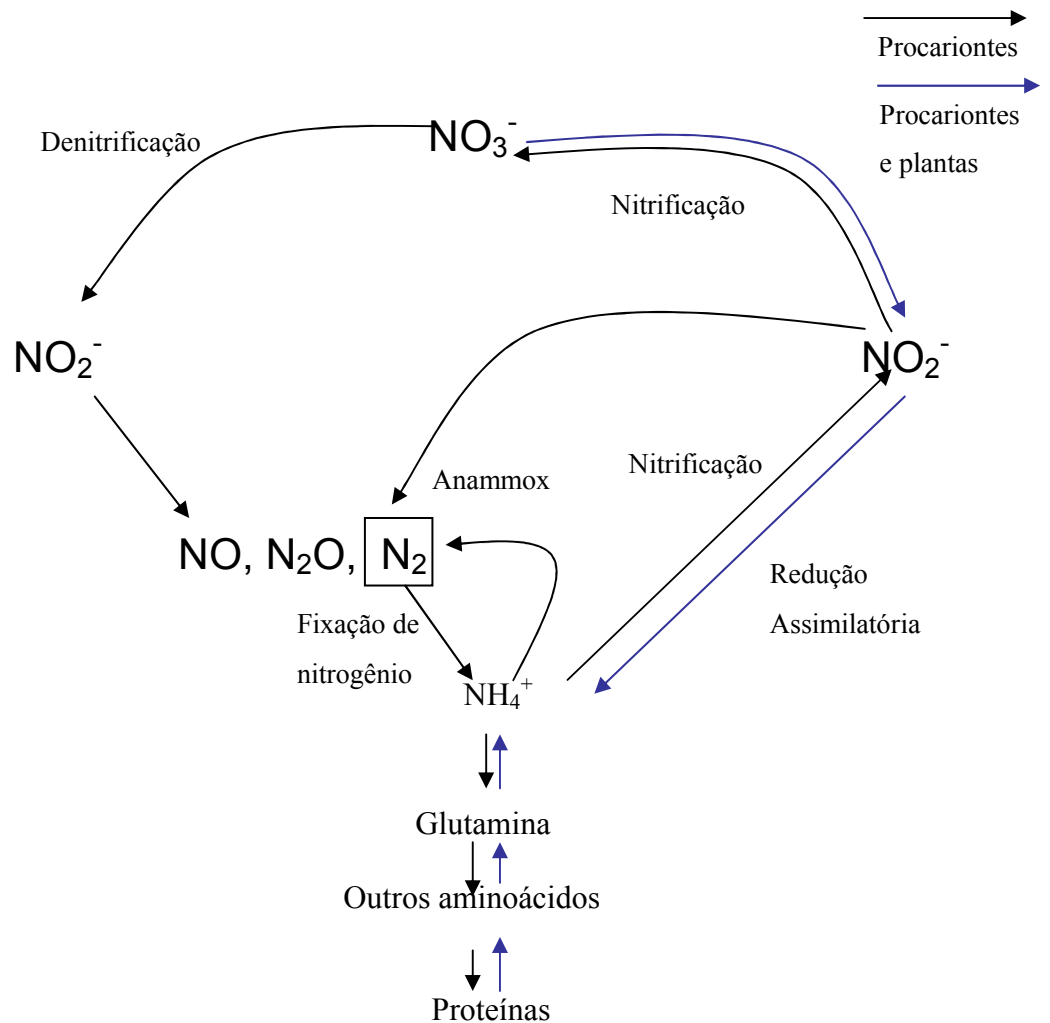 Procariontes
Procariontes
e plantas
Denitrificação
NO₃⁻
Nitrificação
NO₂⁻
NO₂⁻
Nitrificação
Anammox
NO, N₂O, N₂
Redução
Assimilatória
Fixação de
nitrogênio
NH₄⁺
Glutamina
Outros aminoácidos
Proteínas